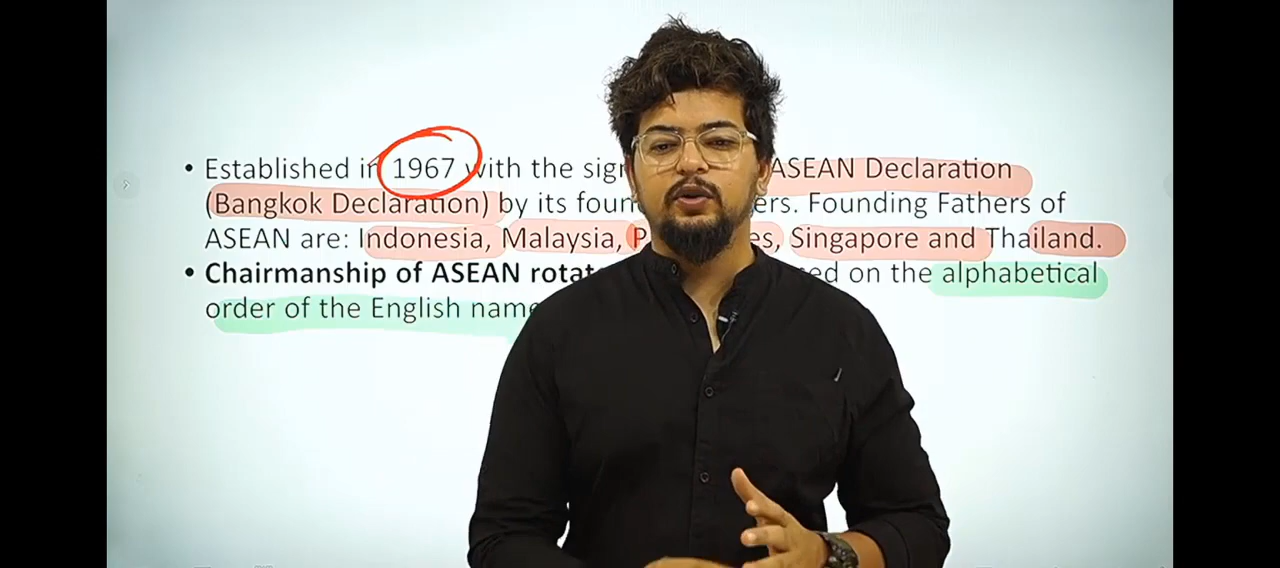 • Established in 1967 with the sign ASEAN Declaration
(Bangkok Declaration) by its foun ers. Founding Fathers of
ASEAN are: Indonesia, Malaysia, P es, Singapore and Thailand.
• Chairmanship of ASEAN rotat ed on the alphabetical
order of the English name